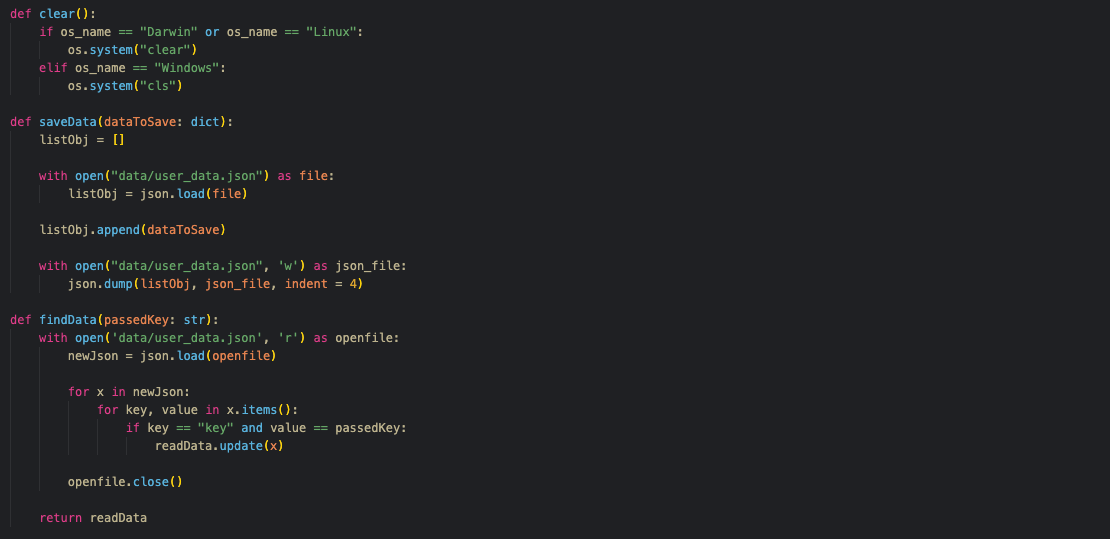 def clear():
    if os_name == "Darwin" or os_name == "Linux":
        os.system("clear")
    elif os_name == "Windows":
        os.system("cls")

def saveData(dataToSave: dict):
    listObj = []

    with open("data/user_data.json") as file:
        listObj = json.load(file)

    listObj.append(dataToSave)

    with open("data/user_data.json", 'w') as json_file:
        json.dump(listObj, json_file, indent = 4)

def findData(passedKey: str):
    with open('data/user_data.json', 'r') as openfile:
        newJson = json.load(openfile)

        for x in newJson:
            for key, value in x.items():
                if key == "key" and value == passedKey:
                    readData.update(x)

        openfile.close()

    return readData